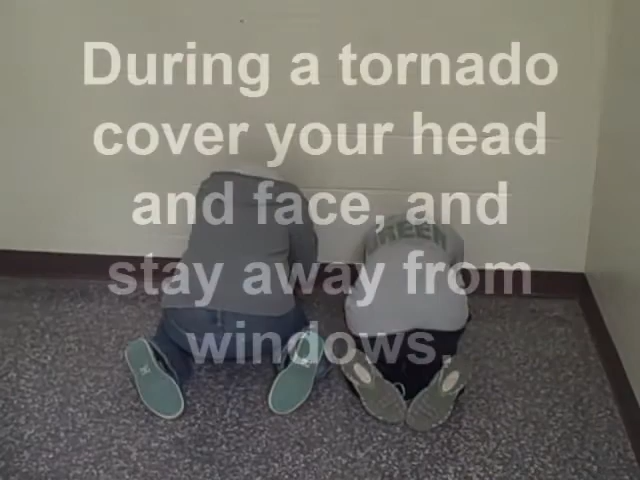 During a tornado
cover your head
and face, and
stay away from
windows.